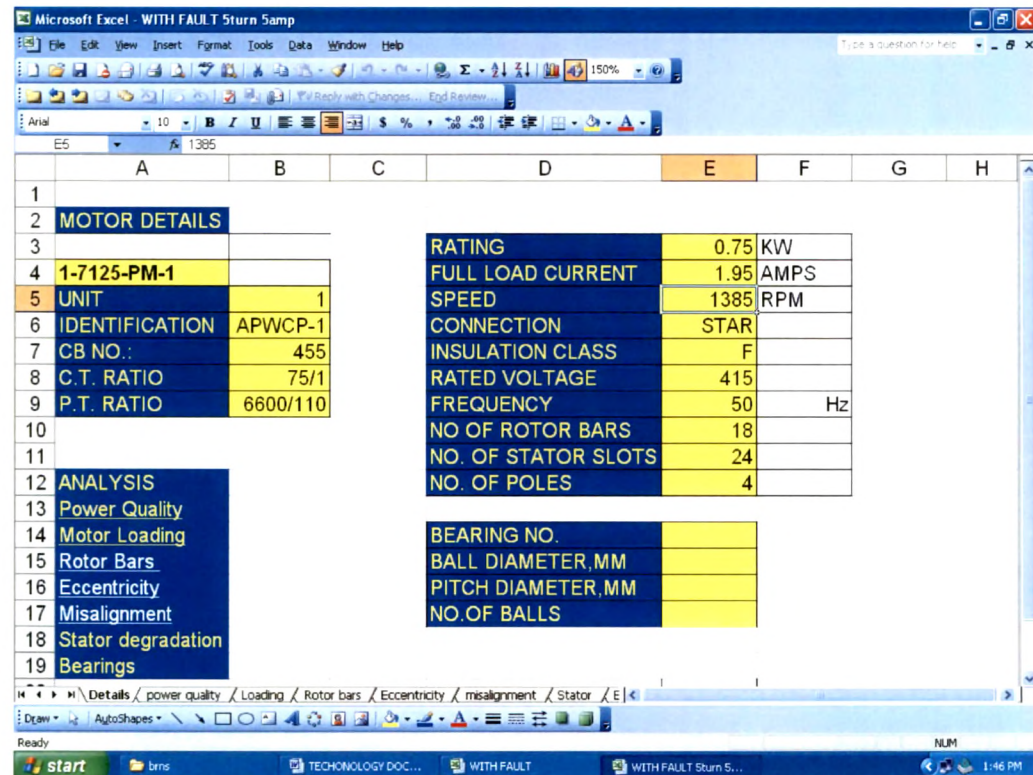 Microsoft Excel - WITH FAULT 5turn 5amp
File Edit View Insert Format Tools Data Window Help Type a question for help
150%
Reply with Changes... End Review...
Arial 10 B I U $ % ,
E5 fx 1385
A B C D E F G H
1
2 MOTOR DETAILS
3 RATING 0.75 KW
4 1-7125-PM-1 FULL LOAD CURRENT 1.95 AMPS
5 UNIT 1 SPEED 1385 RPM
6 IDENTIFICATION APWCP-1 CONNECTION STAR
7 CB NO.: 455 INSULATION CLASS F
8 C.T. RATIO 75/1 RATED VOLTAGE 415
9 P.T. RATIO 6600/110 FREQUENCY 50 Hz
10 NO OF ROTOR BARS 18
11 NO. OF STATOR SLOTS 24
12 ANALYSIS NO. OF POLES 4
13 Power Quality
14 Motor Loading BEARING NO.
15 Rotor Bars BALL DIAMETER,MM
16 Eccentricity PITCH DIAMETER,MM
17 Misalignment NO.OF BALLS
18 Stator degradation
19 Bearings
Details / power quality / Loading / Rotor bars / Eccentricity / misalignment / Stator / E
Draw AutoShapes
Ready NUM
start brns TECHONOLOGY DOC... WITH FAULT WITH FAULT 5turn 5... 1:46 PM